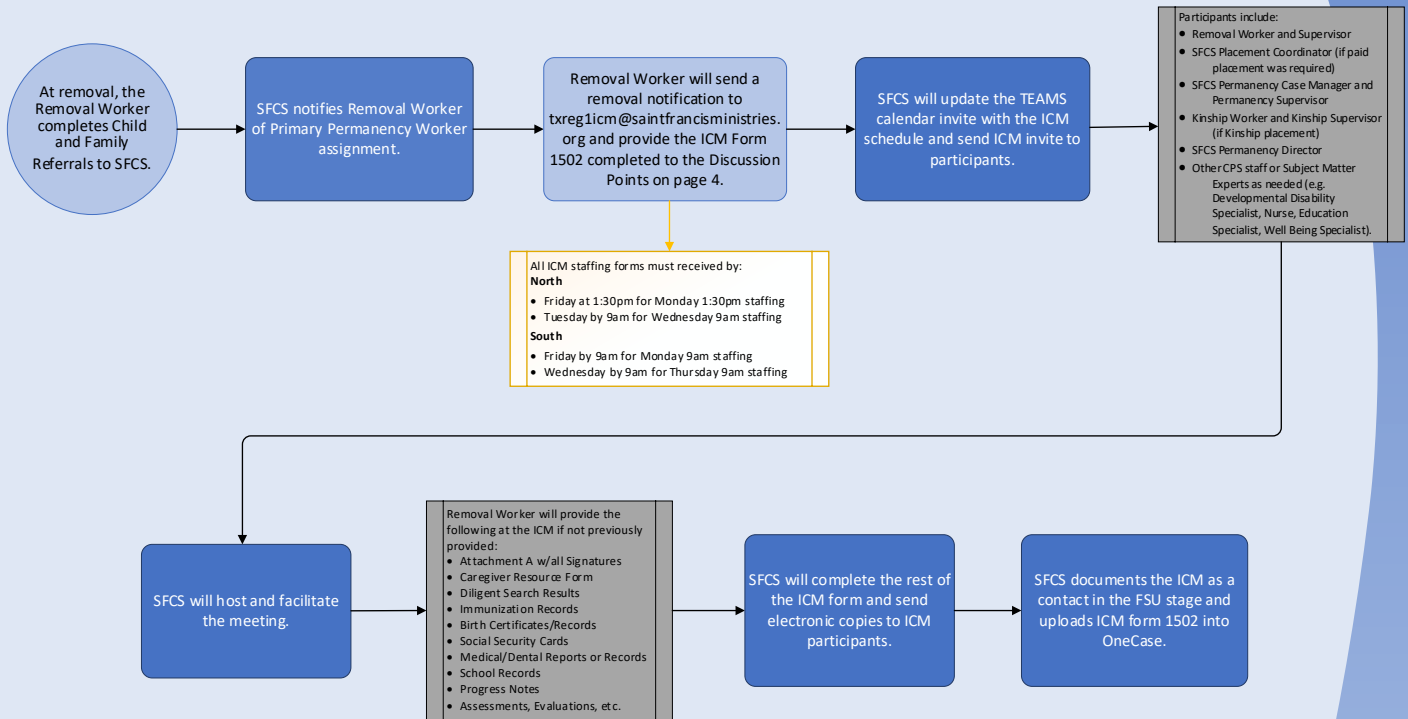 At removal, the
Removal Worker
completes Child
and Family
Referrals to SFCS.
SFCS notifies Removal Worker
of Primary Permancy Worker
assignment.
Removal Worker will send a
removal notification to
txreg1icm@saintfrancisministries.
org and provide the ICM Form
1502 completed to the Discussion
Points on page 4.
SFCS will update the TEAMS
calendar invite with the ICM
schedule and send ICM invite to
participants.
Participants include:
• Removal Worker and Supervisor
• SFCS Placement Coordinator (if paid
placement was required)
• SFCS Permanency Case Manager and
Permanency Supervisor
• Kinship Worker and Kinship Supervisor
(if Kinship placement)
• SFCS Permanency Director
• Other CPS staff or Subject Matter
Experts as needed (e.g.
Developmental Disability
Specialist, Nurse, Education
Specialist, Well Being Specialist).
All ICM staffing forms must received by:
North
• Friday at 1:30pm for Monday 1:30pm staffing
• Tuesday by 9am for Wednesday 9am staffing
South
• Friday by 9am for Monday 9am staffing
• Wednesday by 9am for Thursday 9am staffing
SFCS will host and facilitate
the meeting.
Removal Worker will provide the
following at the ICM if not previously
provided:
• Attachment A w/all Signatures
• Caregiver Resource Form
• Diligent Search Results
• Immunization Records
• Birth Certificates/Records
• Social Security Cards
• Medical/Dental Reports or Records
• School Records
• Progress Notes
• Assessments, Evaluations, etc.
SFCS will complete the rest of
the ICM form and send
electronic copies to ICM
participants.
SFCS documents the ICM as a
contact in the FSU stage and
uploads ICM form 1502 into
OneCase.